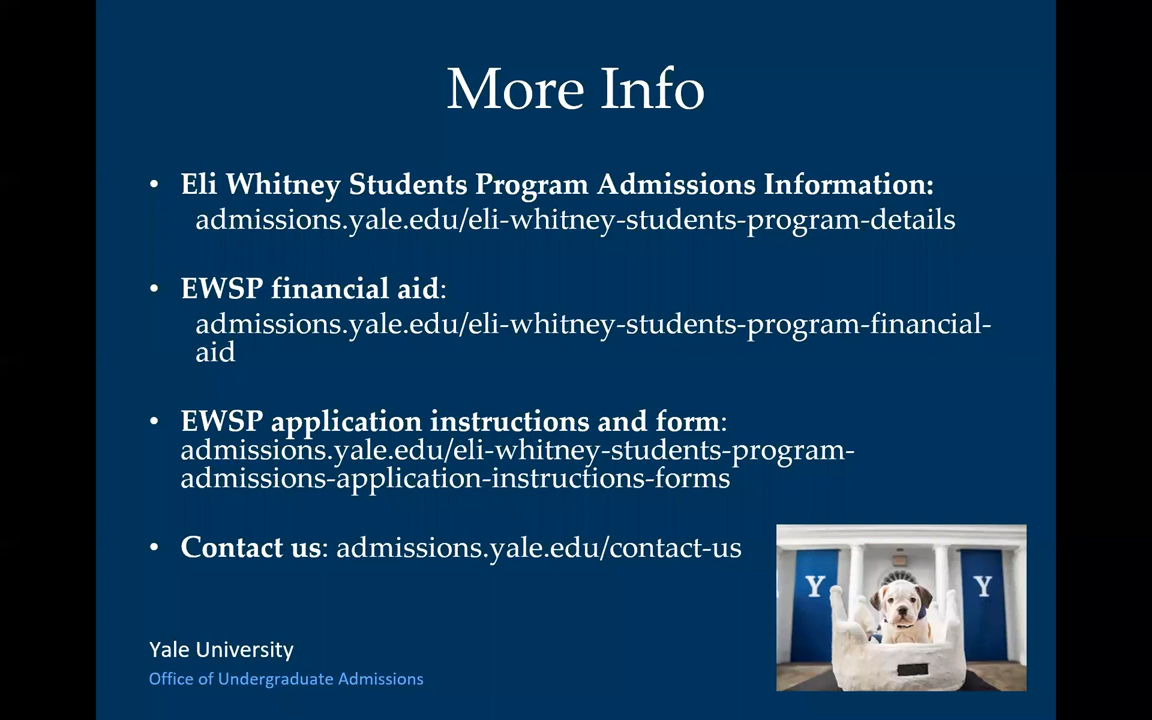 More Info
• Eli Whitney Students Program Admissions Information:
admissions.yale.edu/eli-whitney-students-program-details
• EWSP financial aid:
admissions.yale.edu/eli-whitney-students-program-financial-
aid
• EWSP application instructions and form:
admissions.yale.edu/eli-whitney-students-program-
admissions-application-instructions-forms
• Contact us: admissions.yale.edu/contact-us
Y Y
Yale University
Office of Undergraduate Admissions